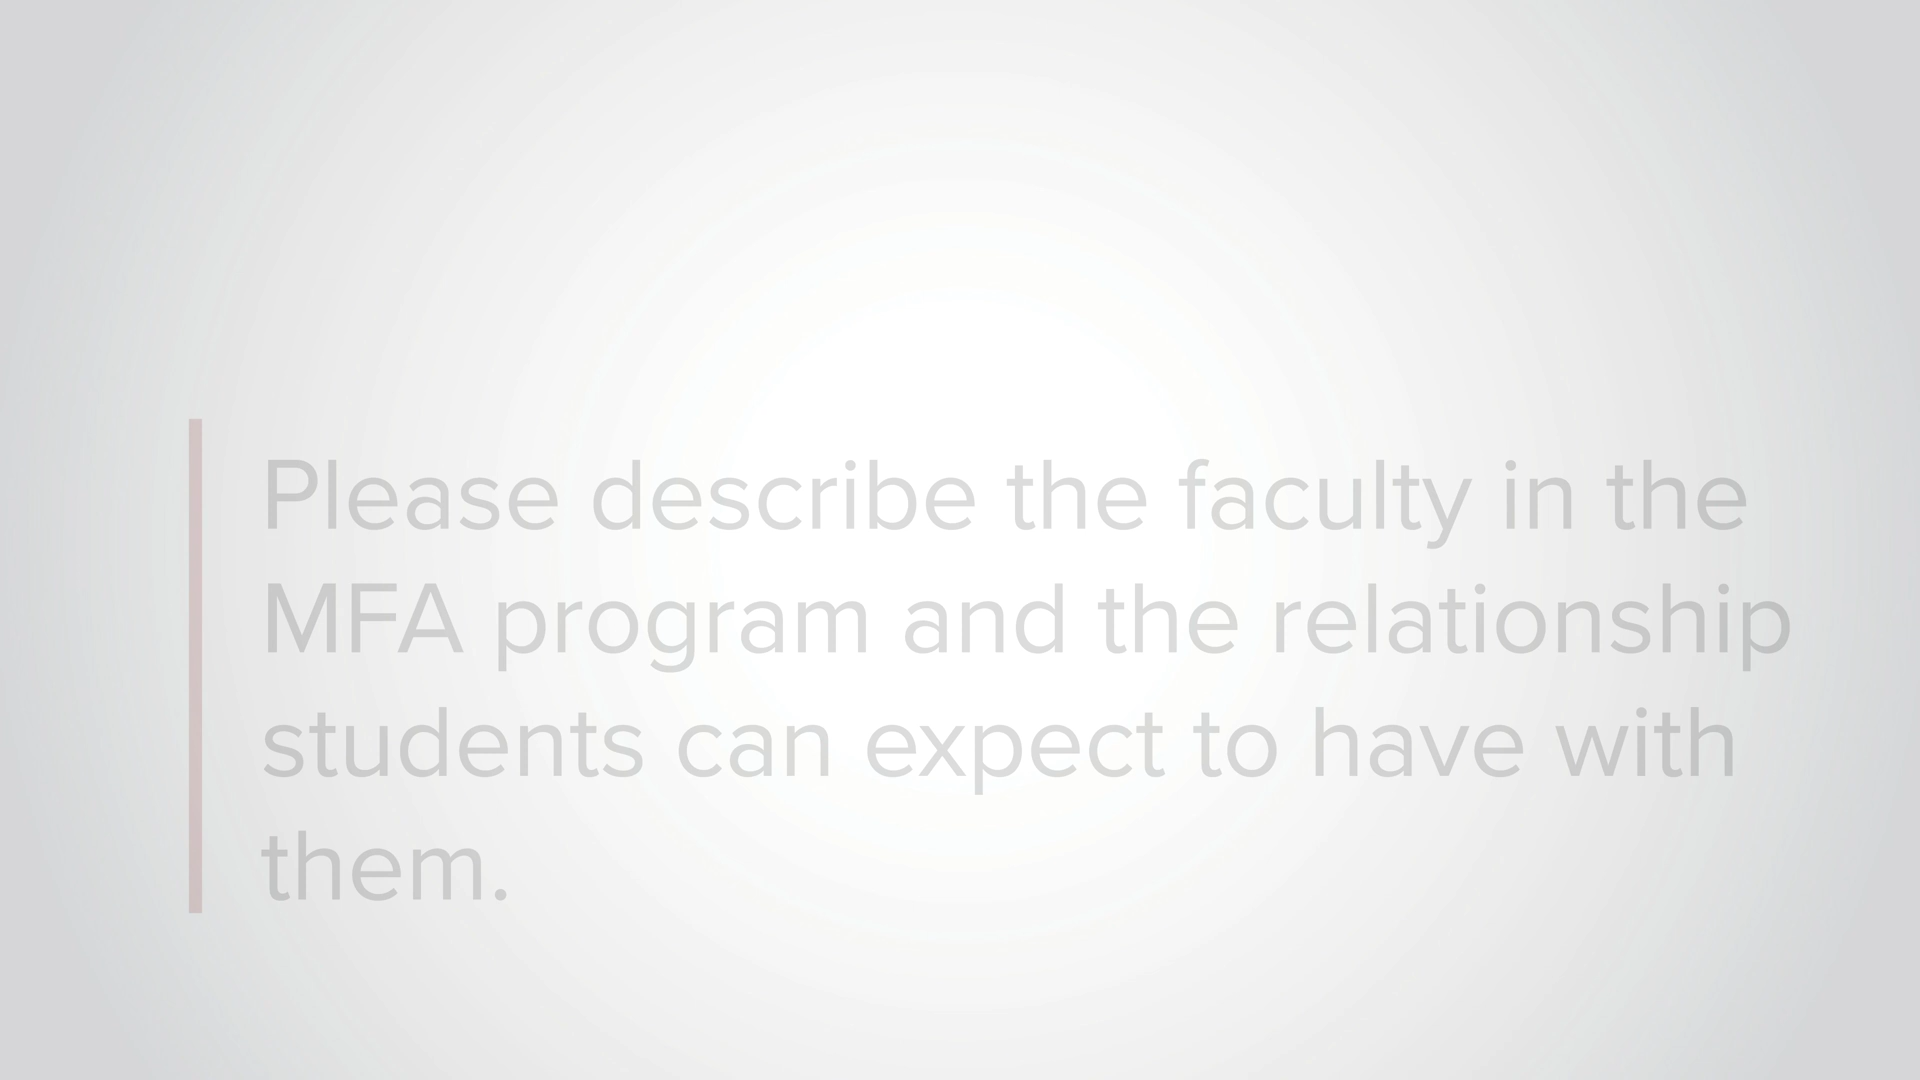 Please describe the faculty in the
MFA program and the relationship
students can expect to have with
them.